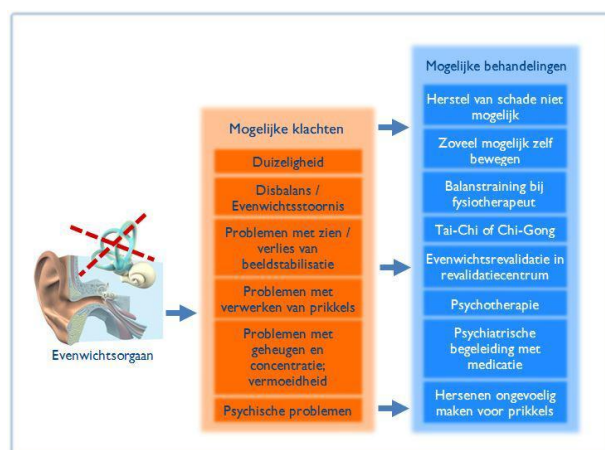 Evenwichtsorgaan
Mogelijke klachten
Duizeligheid
Disbalans /
Evenwichtsstoornis
Problemen met zien /
verlies van
beeldstabilisatie
Problemen met
verwerken van prikkels
Problemen met
geheugen en
concentratie;
vermoeidheid
Psychische problemen
Mogelijke behandelingen
Herstel van schade niet
mogelijk
Zoveel mogelijk zelf
bewegen
Balanstraining bij
fysiotherapeut
Tai-Chi of Chi-Gong
Evenwichtsrevalidatie in
revalidatiecentrum
Psychotherapie
Psychiatrische
begeleiding met
medicatie
Hersenen ongevoelig
maken voor prikkels